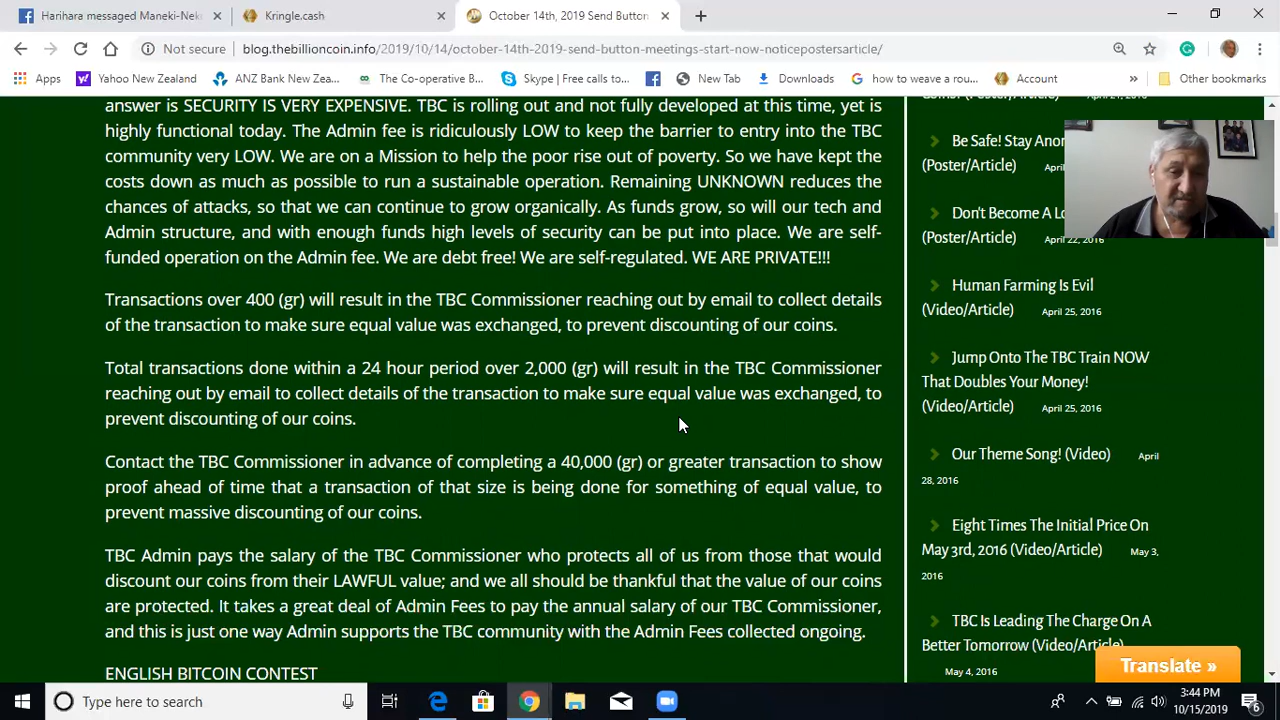 Harihara messaged Maneki-Nek
Kringle.cash
October 14th, 2019 Send Button
Not secure
blog.thebillioncoin.info/2019/10/14/october-14th-2019-send-button-meetings-start-now-noticepostersarticle/
Apps
Yahoo New Zealand
ANZ Bank New Zea...
The Co-operative B...
Skype | Free calls to...
New Tab
Downloads
how to weave a rou...
Account
»
Other bookmarks
answer is SECURITY IS VERY EXPENSIVE. TBC is rolling out and not fully developed at this time, yet is
highly functional today. The Admin fee is ridiculously LOW to keep the barrier to entry into the TBC
community very LOW. We are on a Mission to help the poor rise out of poverty. So we have kept the
costs down as much as possible to run a sustainable operation. Remaining UNKNOWN reduces the
chances of attacks, so that we can continue to grow organically. As funds grow, so will our tech and
Admin structure, and with enough funds high levels of security can be put into place. We are self-
funded operation on the Admin fee. We are debt free! We are self-regulated. WE ARE PRIVATE!!!
Transactions over 400 (gr) will result in the TBC Commissioner reaching out by email to collect details
of the transaction to make sure equal value was exchanged, to prevent discounting of our coins.
Total transactions done within a 24 hour period over 2,000 (gr) will result in the TBC Commissioner
reaching out by email to collect details of the transaction to make sure equal value was exchanged, to
prevent discounting of our coins.
Contact the TBC Commissioner in advance of completing a 40,000 (gr) or greater transaction to show
proof ahead of time that a transaction of that size is being done for something of equal value, to
prevent massive discounting of our coins.
TBC Admin pays the salary of the TBC Commissioner who protects all of us from those that would
discount our coins from their LAWFUL value; and we all should be thankful that the value of our coins
are protected. It takes a great deal of Admin Fees to pay the annual salary of our TBC Commissioner,
and this is just one way Admin supports the TBC community with the Admin Fees collected ongoing.
ENGLISH BITCOIN CONTEST
(Poster/Article) April 21, 2016
Be Safe! Stay Anon
(Poster/Article) April
Don't Become A Lo
(Poster/Article) April 22, 2016
Human Farming Is Evil
(Video/Article) April 25, 2016
Jump Onto The TBC Train NOW
That Doubles Your Money!
(Video/Article) April 25, 2016
Our Theme Song! (Video) April
28, 2016
Eight Times The Initial Price On
May 3rd, 2016 (Video/Article) May 3,
2016
TBC Is Leading The Charge On A
Better Tomorrow (Video/Article)
May 4, 2016
Translate »
Type here to search
3:44 PM
10/15/2019
6